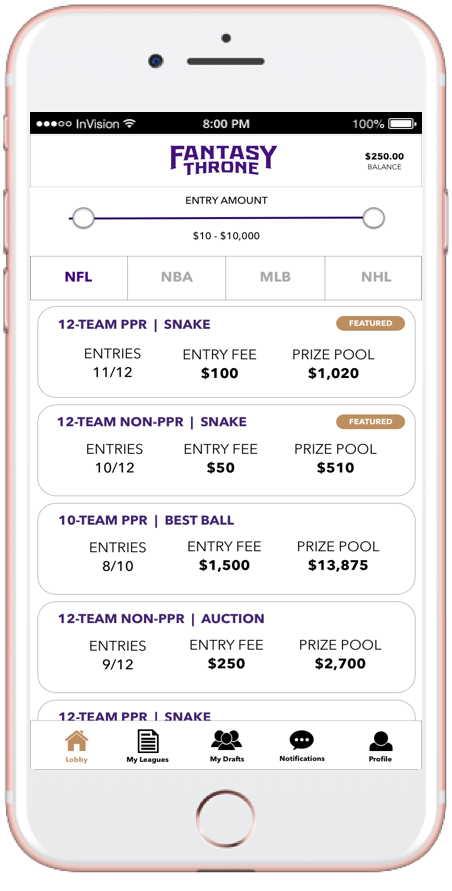 InVision 8:00 PM 100%
FANTASY
THRONE
$250.00
BALANCE
ENTRY AMOUNT
$10 - $10,000
NFL NBA MLB NHL
12-TEAM PPR | SNAKE FEATURED
ENTRIES ENTRY FEE PRIZE POOL
11/12 $100 $1,020
12-TEAM NON-PPR | SNAKE FEATURED
ENTRIES ENTRY FEE PRIZE POOL
10/12 $50 $510
10-TEAM PPR | BEST BALL
ENTRIES ENTRY FEE PRIZE POOL
8/10 $1,500 $13,875
12-TEAM NON-PPR | AUCTION
ENTRIES ENTRY FEE PRIZE POOL
9/12 $250 $2,700
12-TEAM PPR | SNAKE
Lobby My Leagues My Drafts Notifications Profile